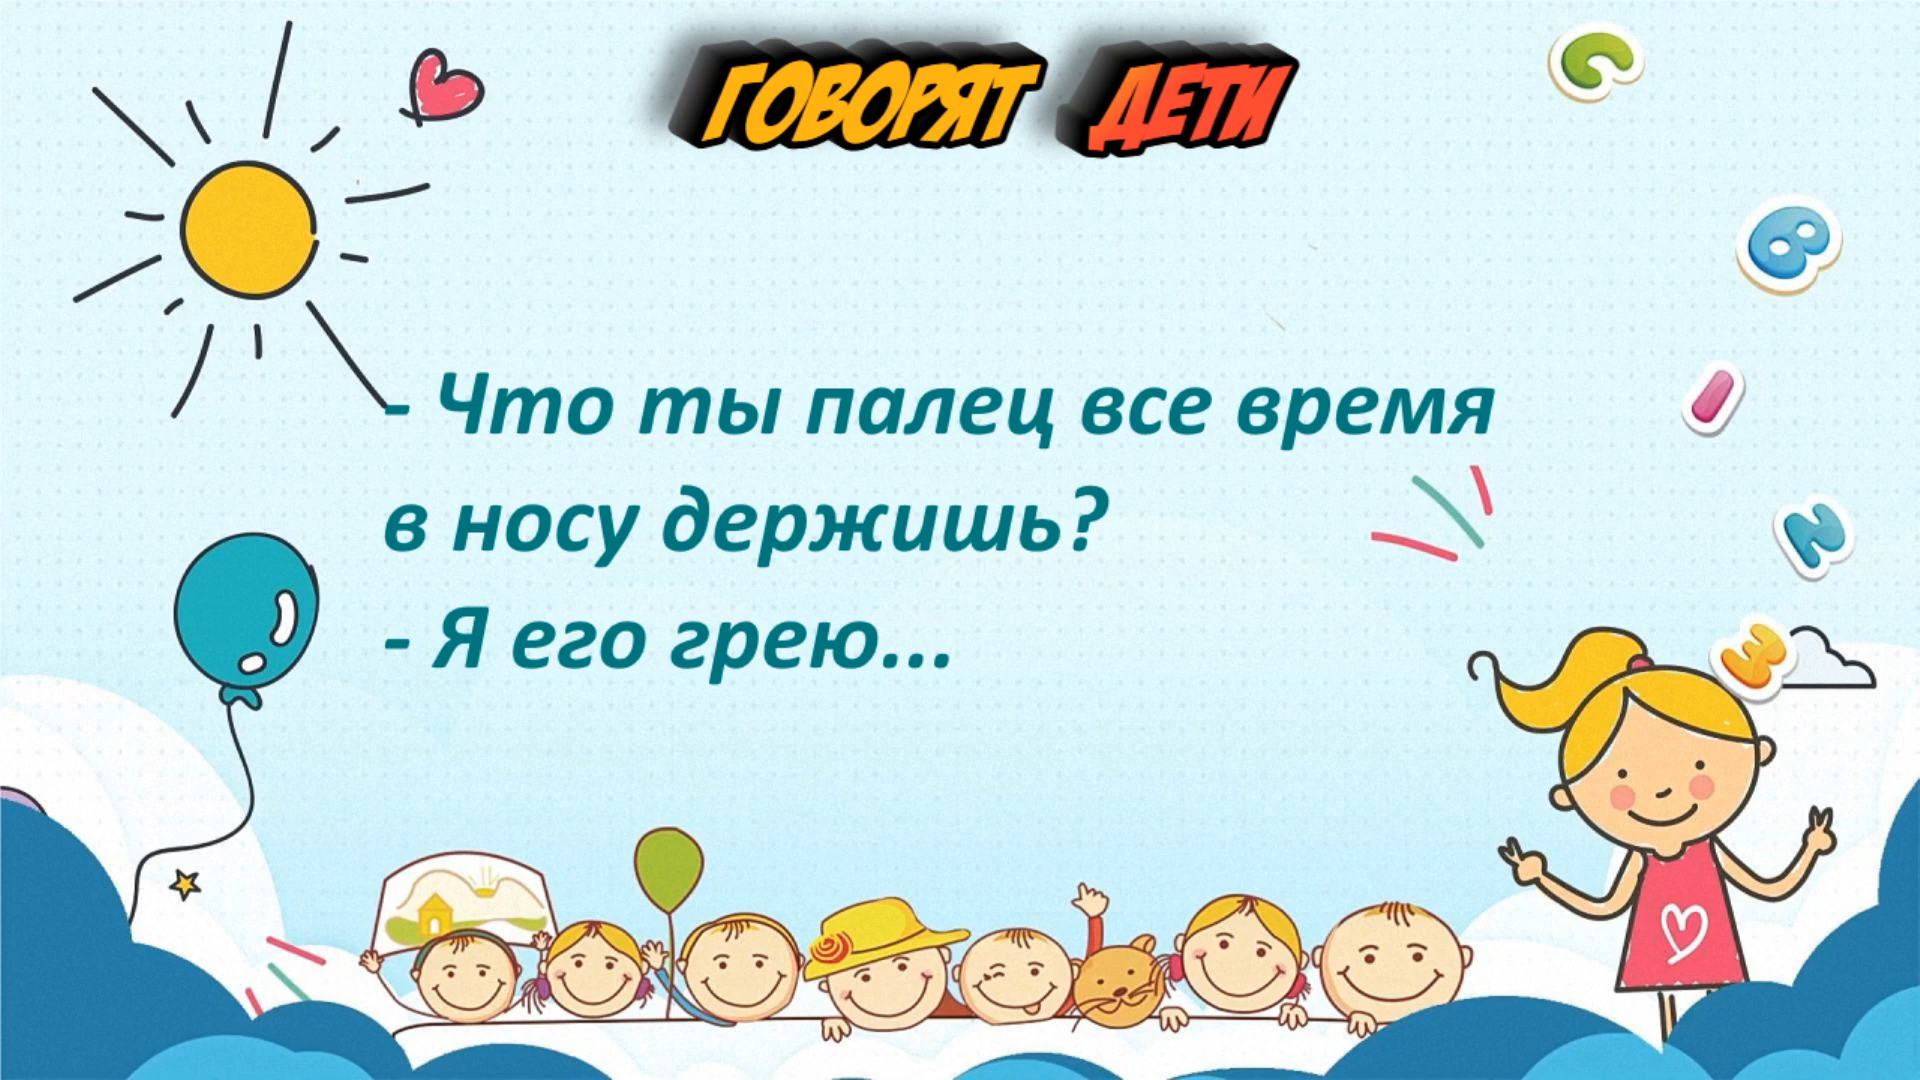 ГОВОРЯТ ДЕТИ
- Что ты палец все время
в носу держишь?
- Я его грею...